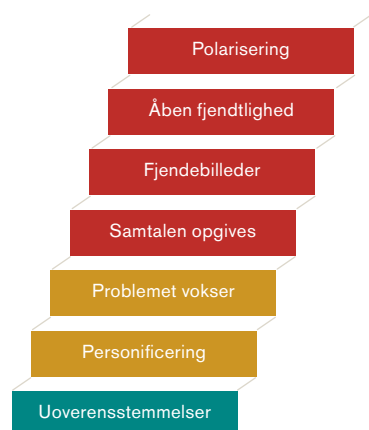 Polarisering
Åben fjendtlighed
Fjendebilleder
Samtalen opgives
Problemet vokser
Personificering
Uoverensstemmelser